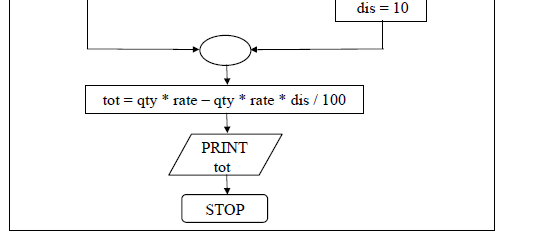 dis = 10
tot = qty * rate – qty * rate * dis / 100
PRINT
tot
STOP